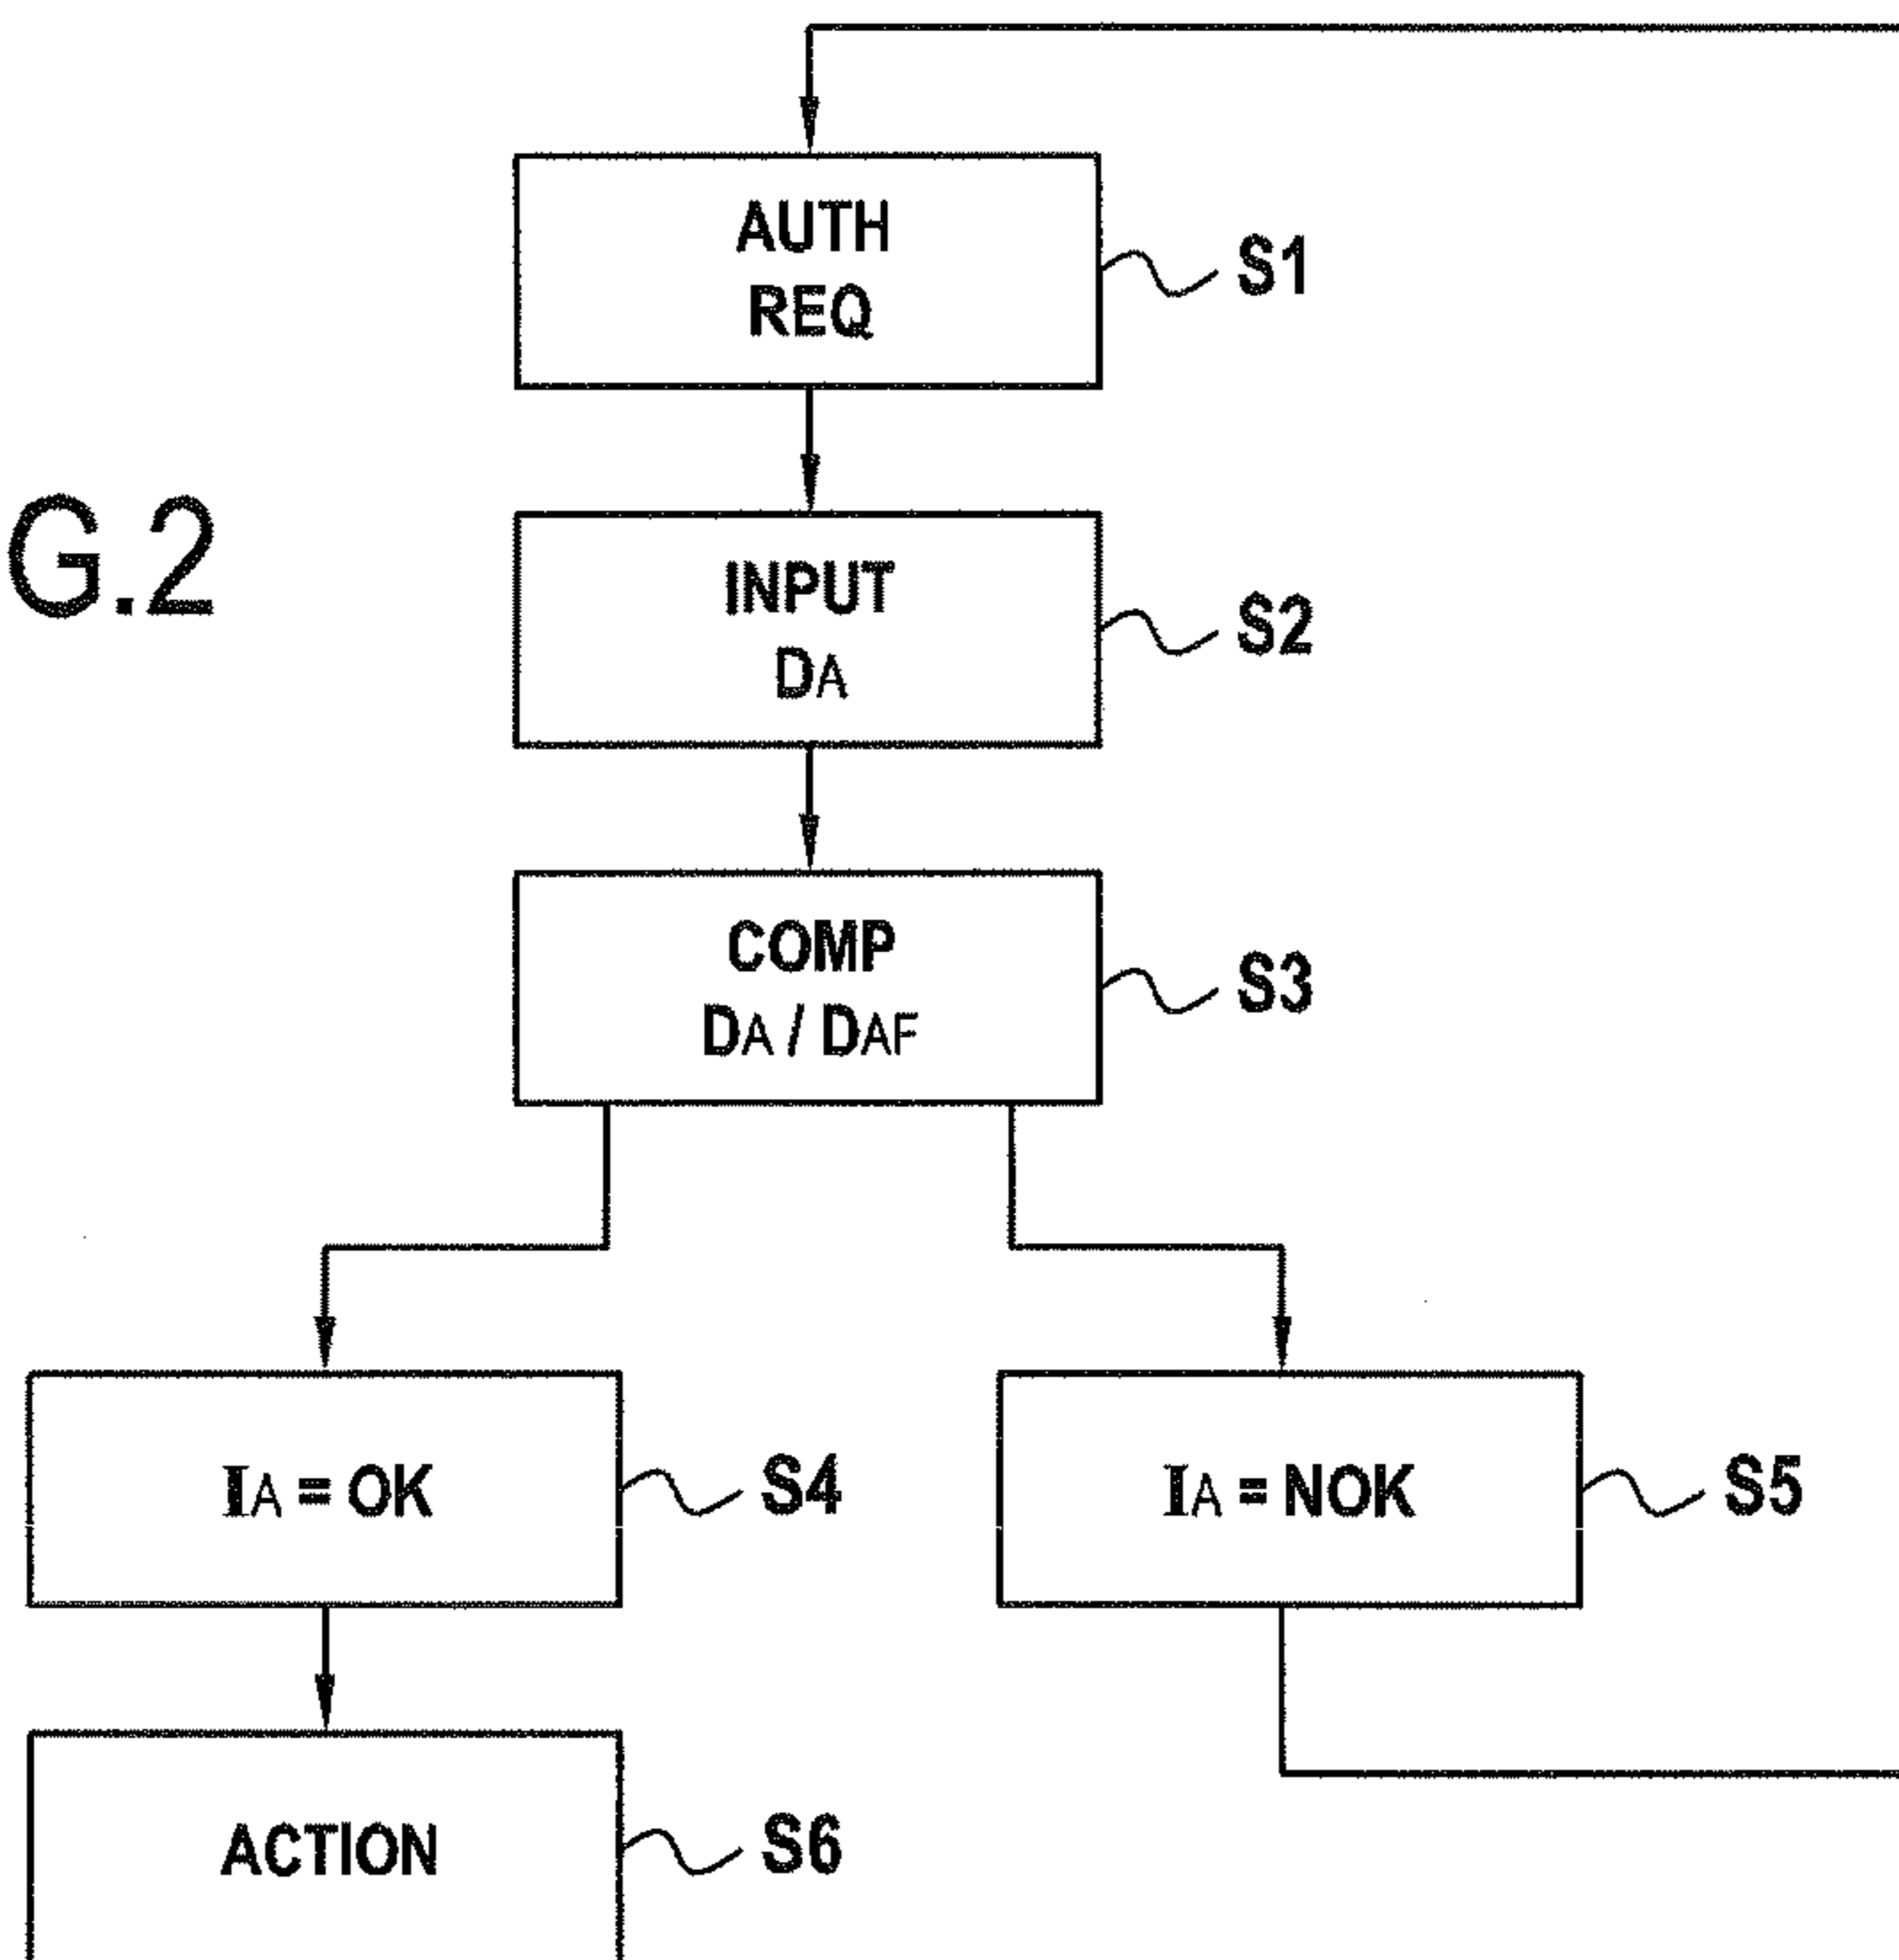 AUTH
REQ
S1
G.2
INPUT
DA
S2
COMP
DA / DAF
S3
IA = OK
S4
IA = NOK
S5
ACTION
S6